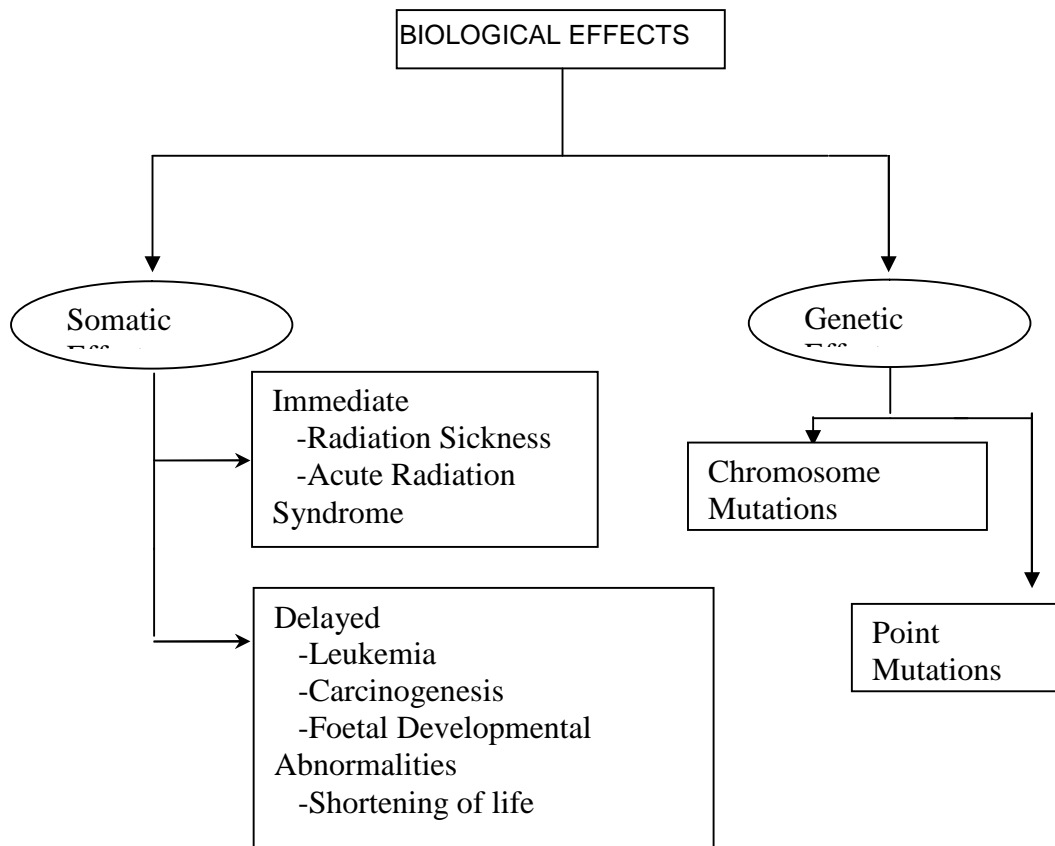 BIOLOGICAL EFFECTS
Somatic
Genetic
Immediate
-Radiation Sickness
-Acute Radiation
Syndrome
Chromosome
Mutations
Delayed
-Leukemia
-Carcinogenesis
-Foetal Developmental
Abnormalities
-Shortening of life
Point
Mutations